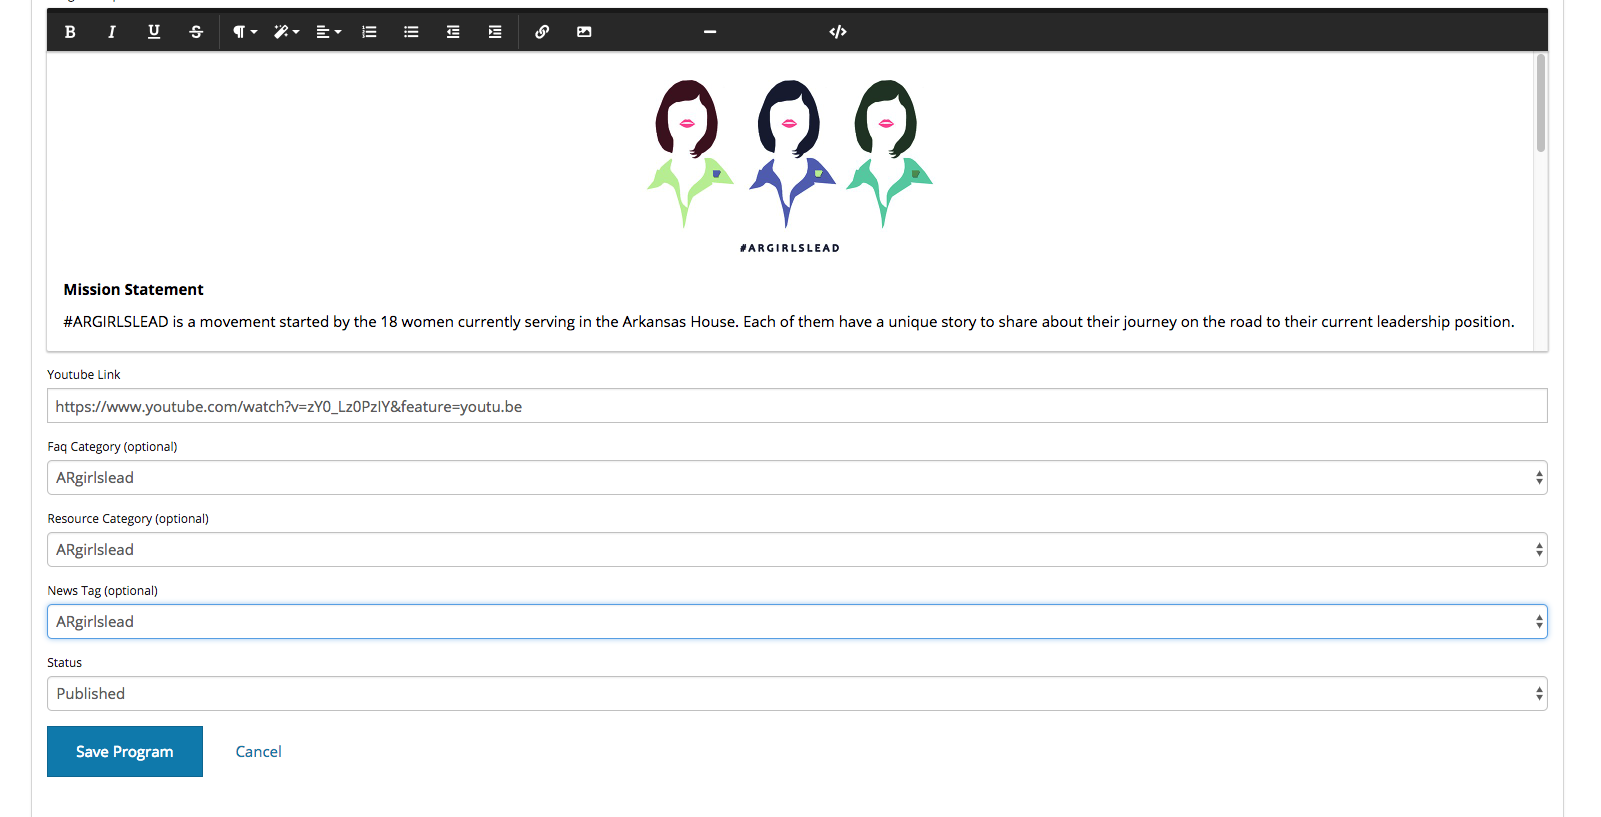 #ARGIRLSLEAD
Mission Statement
#ARGIRLSLEAD is a movement started by the 18 women currently serving in the Arkansas House. Each of them have a unique story to share about their journey on the road to their current leadership position.
Youtube Link
https://www.youtube.com/watch?v=zY0_Lz0PzIY&feature=youtu.be
Faq Category (optional)
ARgirlslead
Resource Category (optional)
ARgirlslead
News Tag (optional)
ARgirlslead
Status
Published
Save Program Cancel